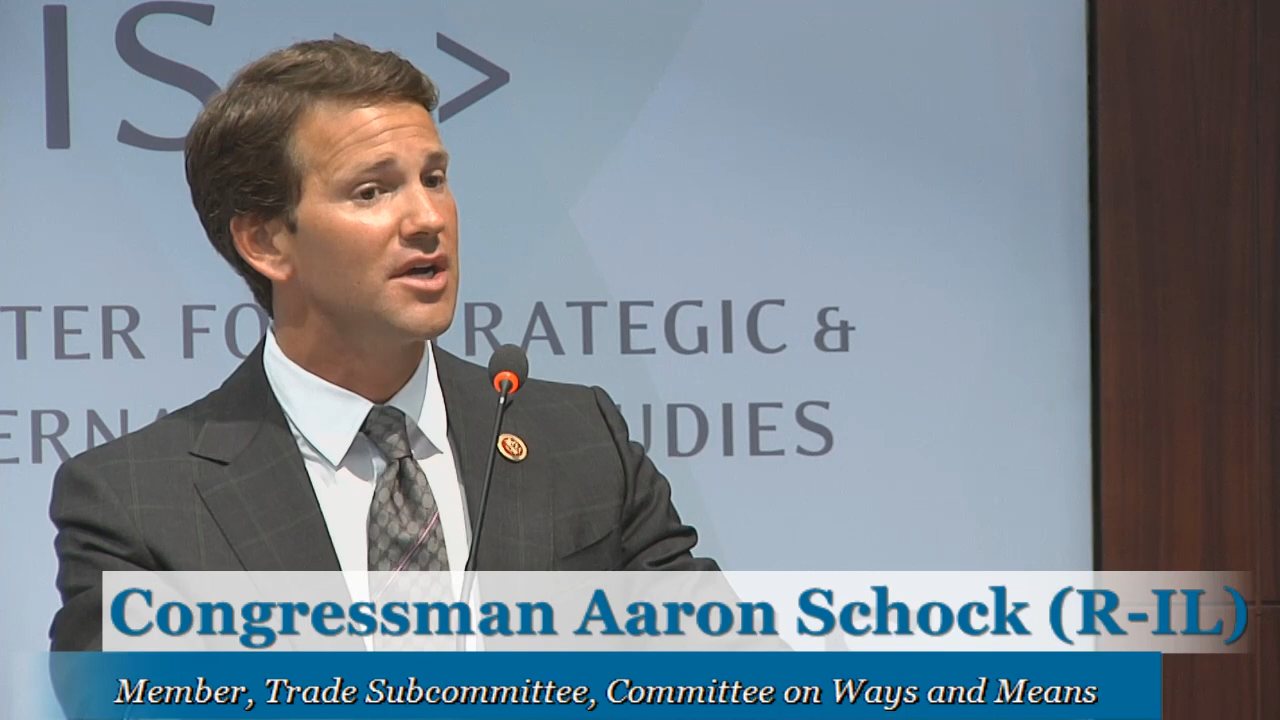 IS >
TER FO RATEGIC &
ERNA UDIES
Congressman Aaron Schock (R-IL)
Member, Trade Subcommittee, Committee on Ways and Means